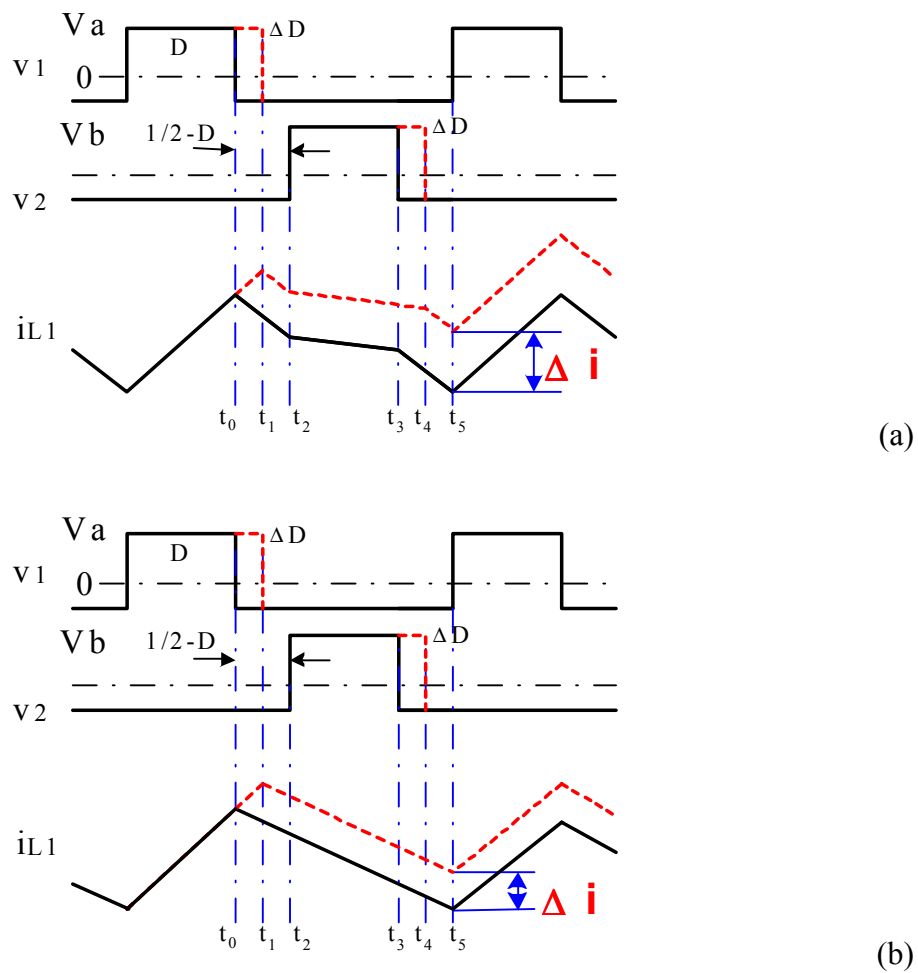 Va
D
ΔD
v1
0
Vb
1/2-D
ΔD
v2
iL1
Δ i
t0 t1 t2 t3 t4 t5
(a)
Va
D
ΔD
v1
0
Vb
1/2-D
ΔD
v2
iL1
Δ i
t0 t1 t2 t3 t4 t5
(b)